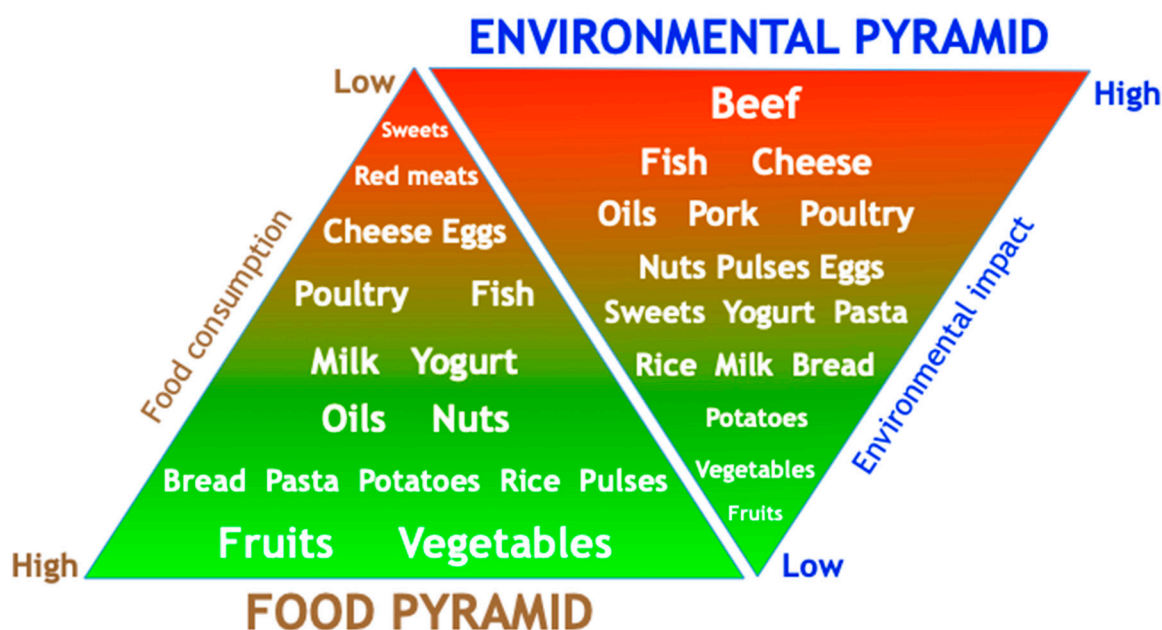 ENVIRONMENTAL PYRAMID
Low
High
Sweets
Red meats
Cheese Eggs
Poultry Fish
Milk Yogurt
Oils Nuts
Bread Pasta Potatoes Rice Pulses
Fruits Vegetables
Food consumption
High
FOOD PYRAMID
Beef
Fish Cheese
Oils Pork Poultry
Nuts Pulses Eggs
Sweets Yogurt Pasta
Rice Milk Bread
Potatoes
Vegetables
Fruits
Environmental impact
Low